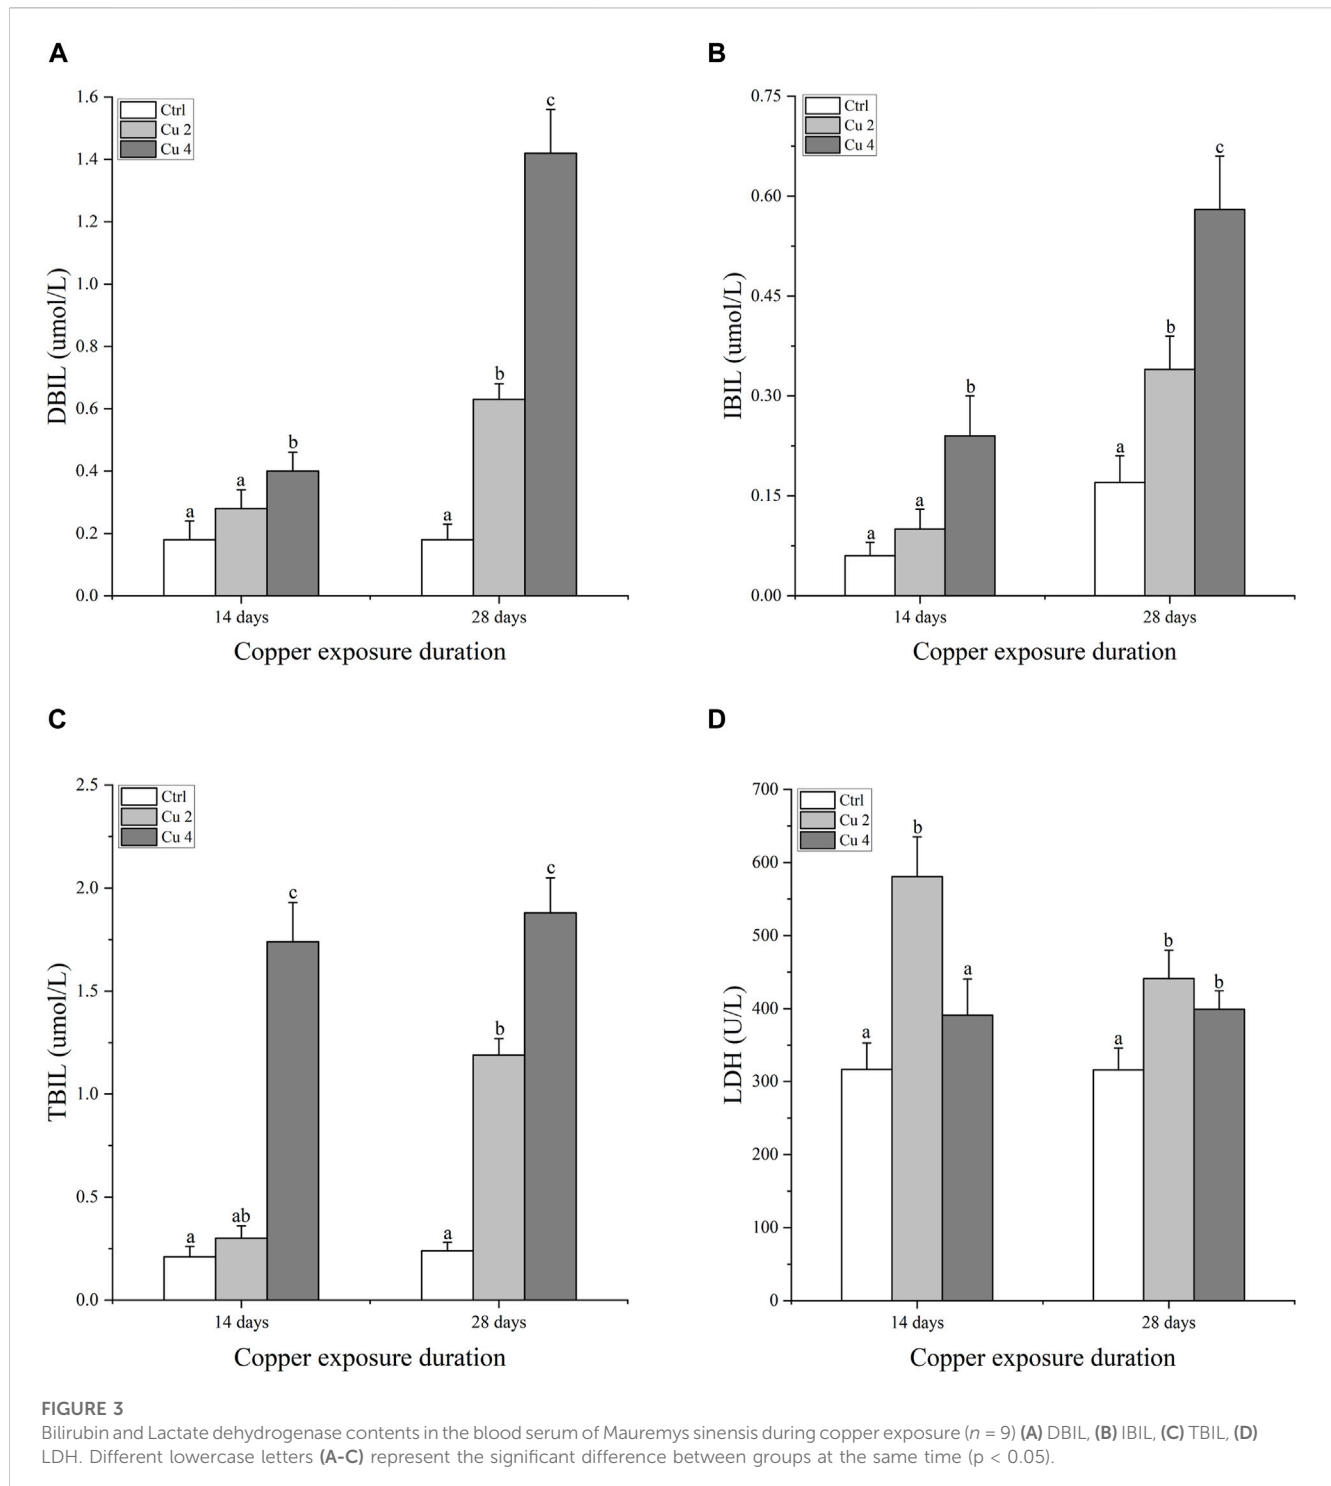 A
1.6
1.4
1.2
1.0
0.8
0.6
0.4
0.2
0.0
DBIL (umol/L)
Ctrl
Cu 2
Cu 4
a
a
b
a
b
c
14 days
28 days
Copper exposure duration
B
0.75
0.60
0.45
0.30
0.15
0.00
IBIL (umol/L)
Ctrl
Cu 2
Cu 4
a
a
b
a
b
c
14 days
28 days
Copper exposure duration
C
2.5
2.0
1.5
1.0
0.5
0.0
TBIL (umol/L)
Ctrl
Cu 2
Cu 4
a
ab
c
a
b
c
14 days
28 days
Copper exposure duration
D
700
600
500
400
300
200
100
0
LDH (U/L)
Ctrl
Cu 2
Cu 4
a
b
a
a
b
b
14 days
28 days
Copper exposure duration
FIGURE 3
Bilirubin and Lactate dehydrogenase contents in the blood serum of Mauremys sinensis during copper exposure (n = 9) (A) DBIL, (B) IBIL, (C) TBIL, (D)
LDH. Different lowercase letters (A-C) represent the significant difference between groups at the same time (p < 0.05).